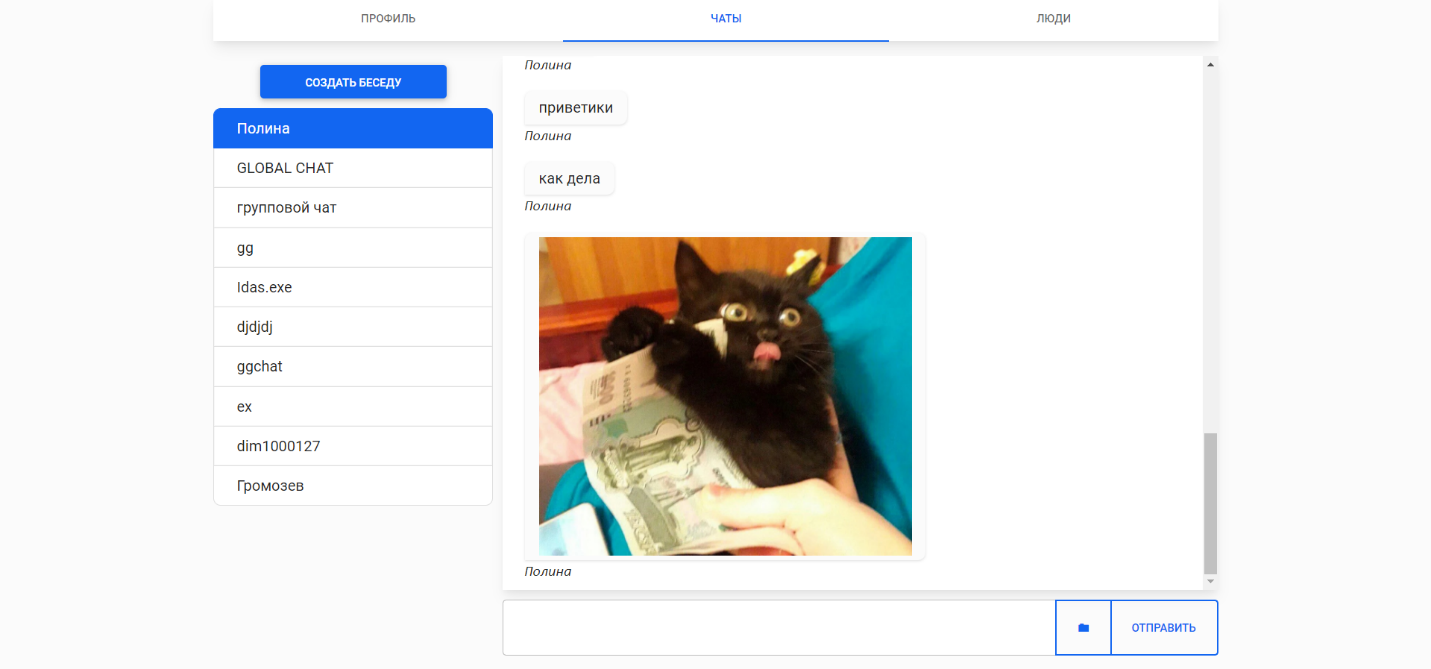 ПРОФИЛЬ
ЧАТЫ
ЛЮДИ
СОЗДАТЬ БЕСЕДУ
Полина
GLOBAL CHAT
групповой чат
gg
Idas.exe
djdjdj
ggchat
ex
dim1000127
Громозев
Полина
приветики
Полина
как дела
Полина
Полина
ОТПРАВИТЬ